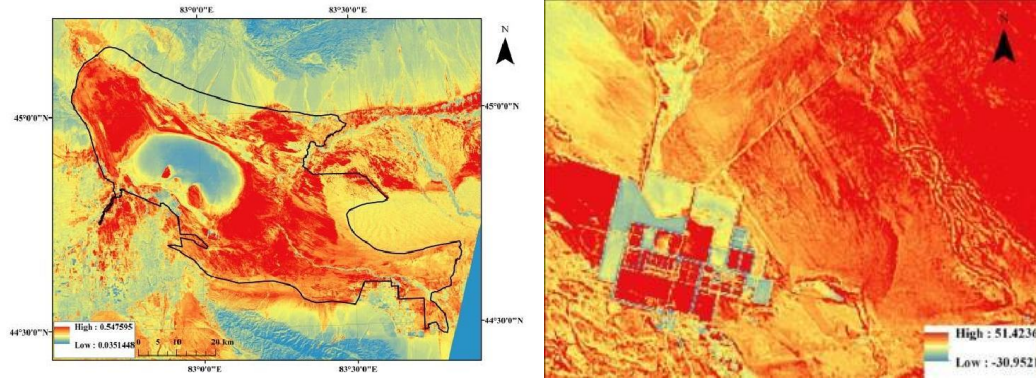 83°0'0"E
83°30'0"E
N
45°0'0"N
45°0'0"N
44°30'0"N
44°30'0"N
High : 0.547595
Low : 0.0351448
0 5 10 20 km
83°0'0"E
83°30'0"E
N
High : 51.4236
Low : -30.952